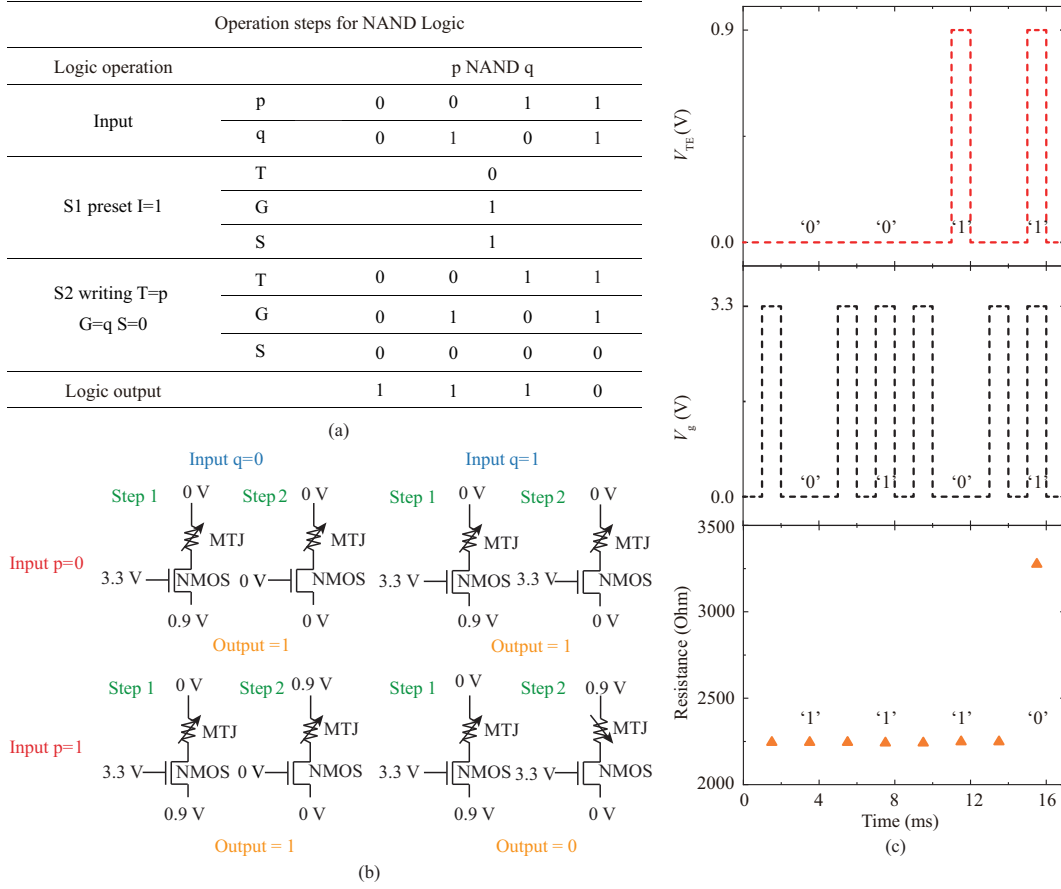 Operation steps for NAND Logic
Logic operation p NAND q
Input
p 0 0 1 1
q 0 1 0 1
S1 preset I=1
T 0
G 1
S 1
S2 writing T=p
G=q S=0
T 0 0 1 1
G 0 1 0 1
S 0 0 0 0
Logic output 1 1 1 0
(a)
Input q=0 Input q=1
Step 1 0 V Step 2 0 V Step 1 0 V Step 2 0 V
MTJ MTJ MTJ MTJ
Input p=0
3.3 V NMOS 0 V NMOS 3.3 V NMOS 3.3 V NMOS
0.9 V 0 V 0.9 V 0 V
Output =1 Output = 1
Step 1 0 V Step 2 0.9 V Step 1 0 V Step 2 0.9 V
MTJ MTJ MTJ MTJ
Input p=1
3.3 V NMOS 0 V NMOS 3.3 V NMOS 3.3 V NMOS
0.9 V 0 V 0.9 V 0 V
Output = 1 Output = 0
(b)
V_TE (V)
0.9
0.0
‘0’ ‘0’ ‘1’ ‘1’
V_g (V)
3.3
0.0
‘0’ ‘1’ ‘0’ ‘1’
Resistance (Ohm)
3500
3000
2500
2000
‘1’ ‘1’ ‘1’ ‘0’
0 4 8 12 16
Time (ms)
(c)